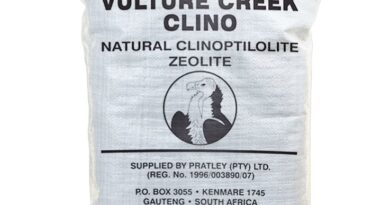 VULTURE CREEK
CLINO
NATURAL CLINOPTILOLITE
ZEOLITE
SUPPLIED BY PRATLEY (PTY) LTD.
(REG. No. 1996/003890/07)
P.O. BOX 3055 • KENMARE 1745
GAUTENG • SOUTH AFRICA